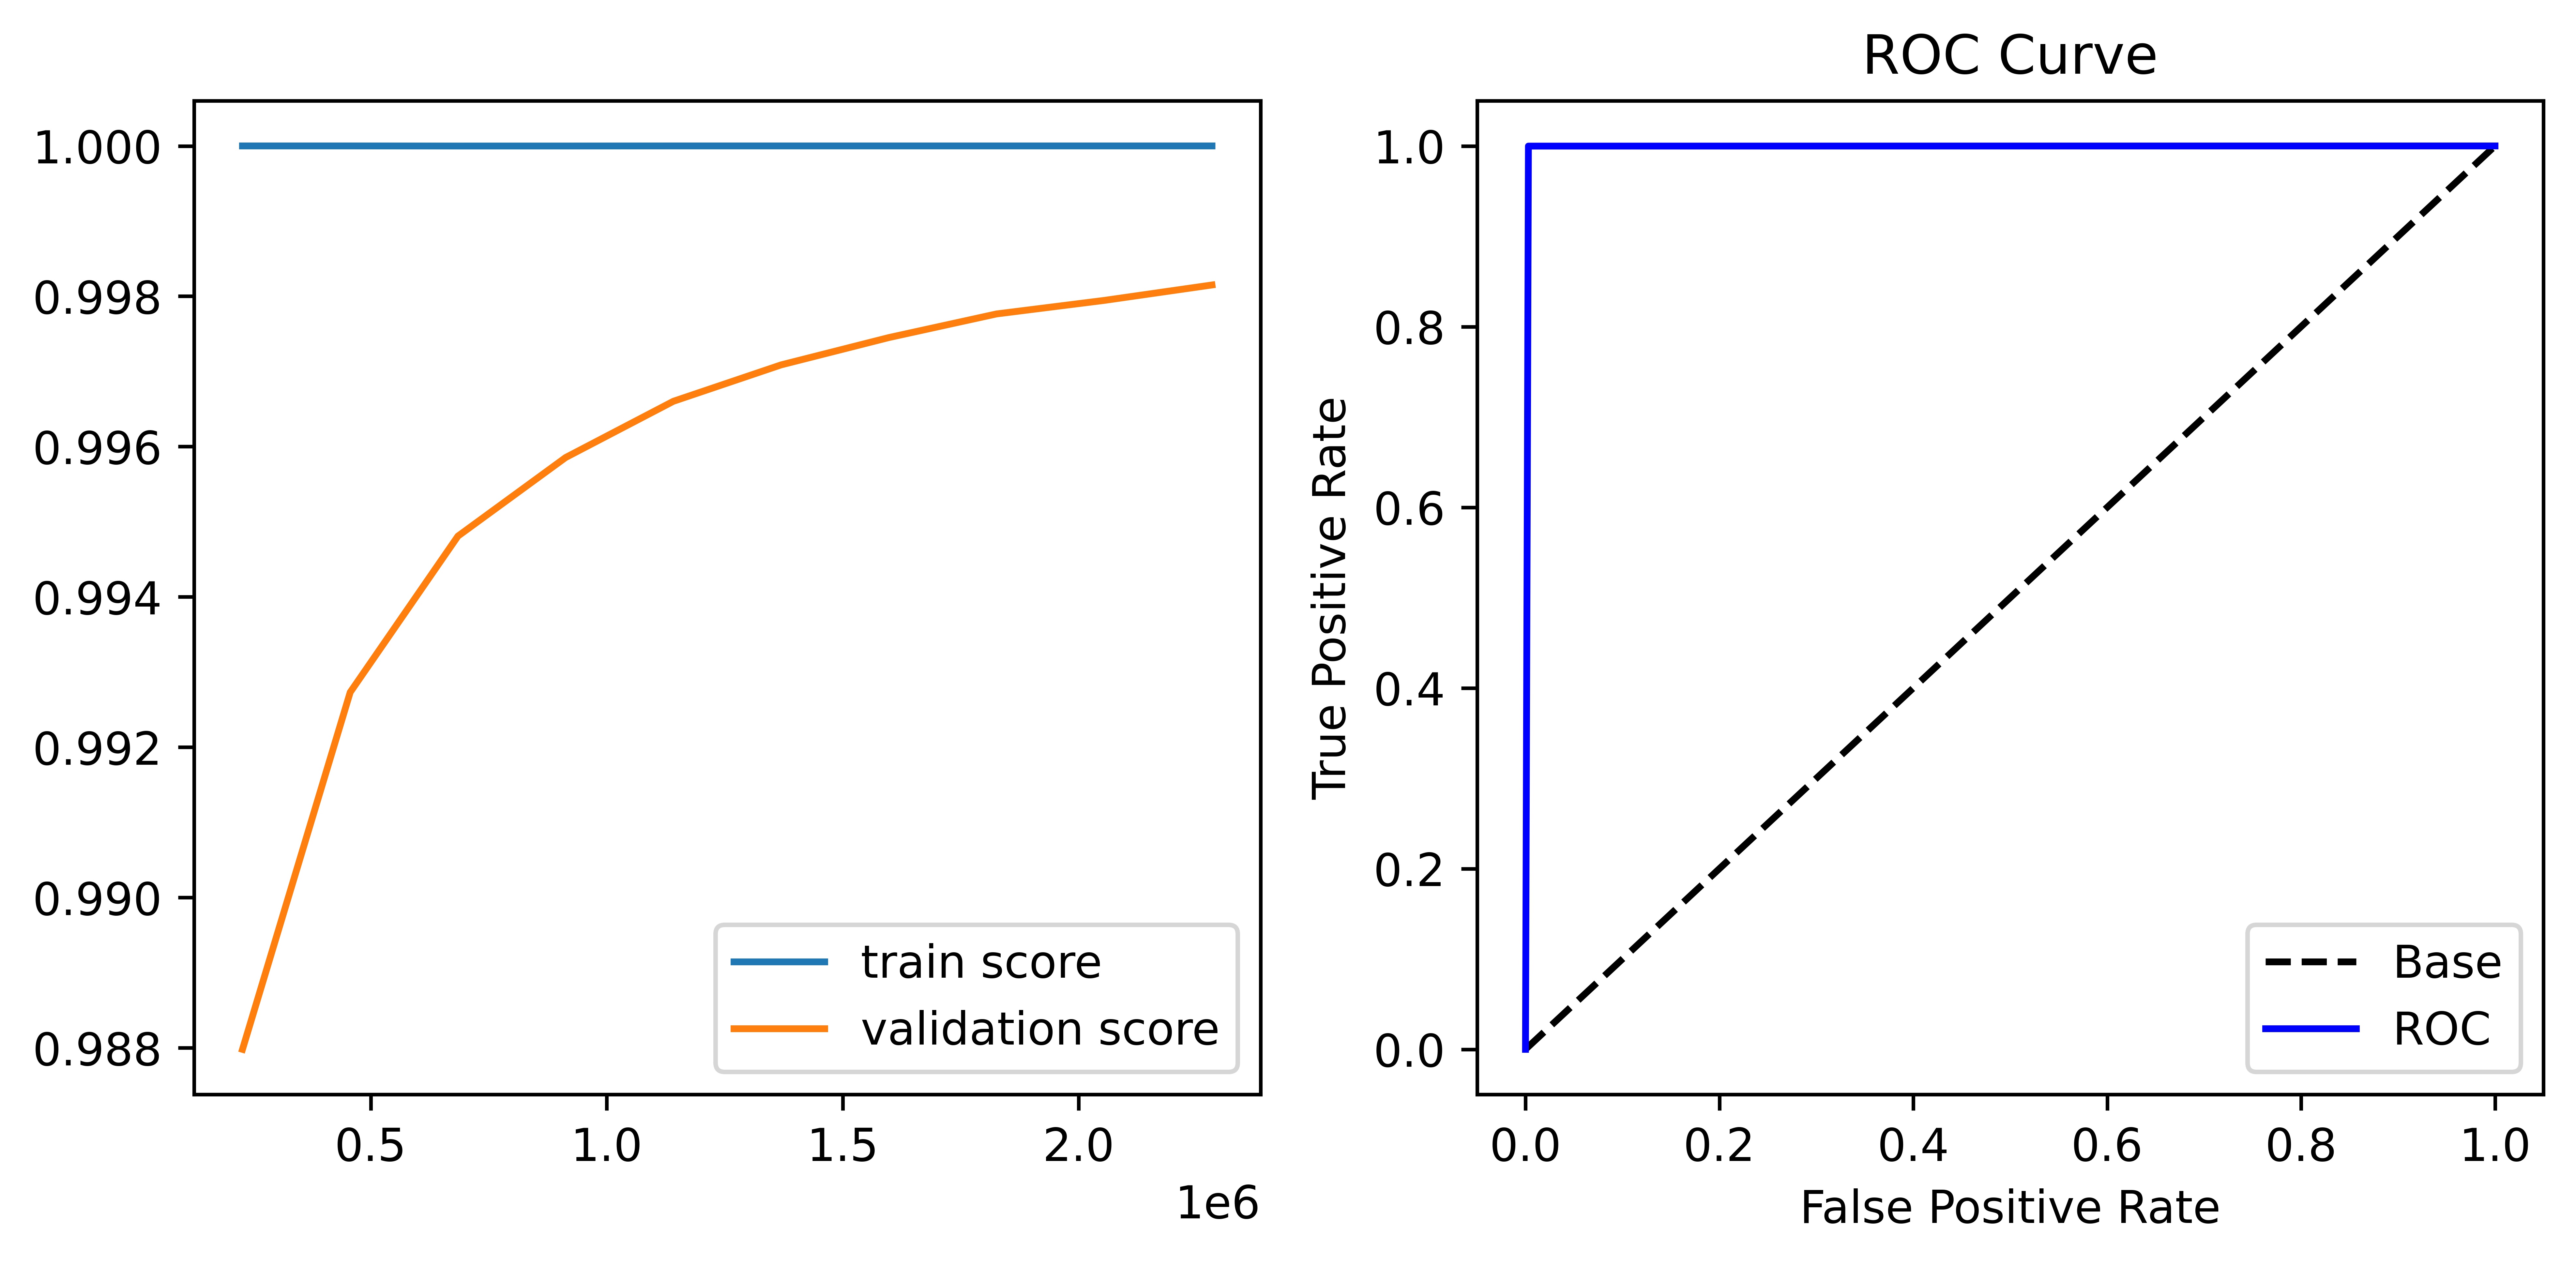 1.000
0.998
0.996
0.994
0.992
0.990
0.988
0.5 1.0 1.5 2.0
1e6
train score
validation score
ROC Curve
True Positive Rate
1.0
0.8
0.6
0.4
0.2
0.0
0.0 0.2 0.4 0.6 0.8 1.0
False Positive Rate
Base
ROC